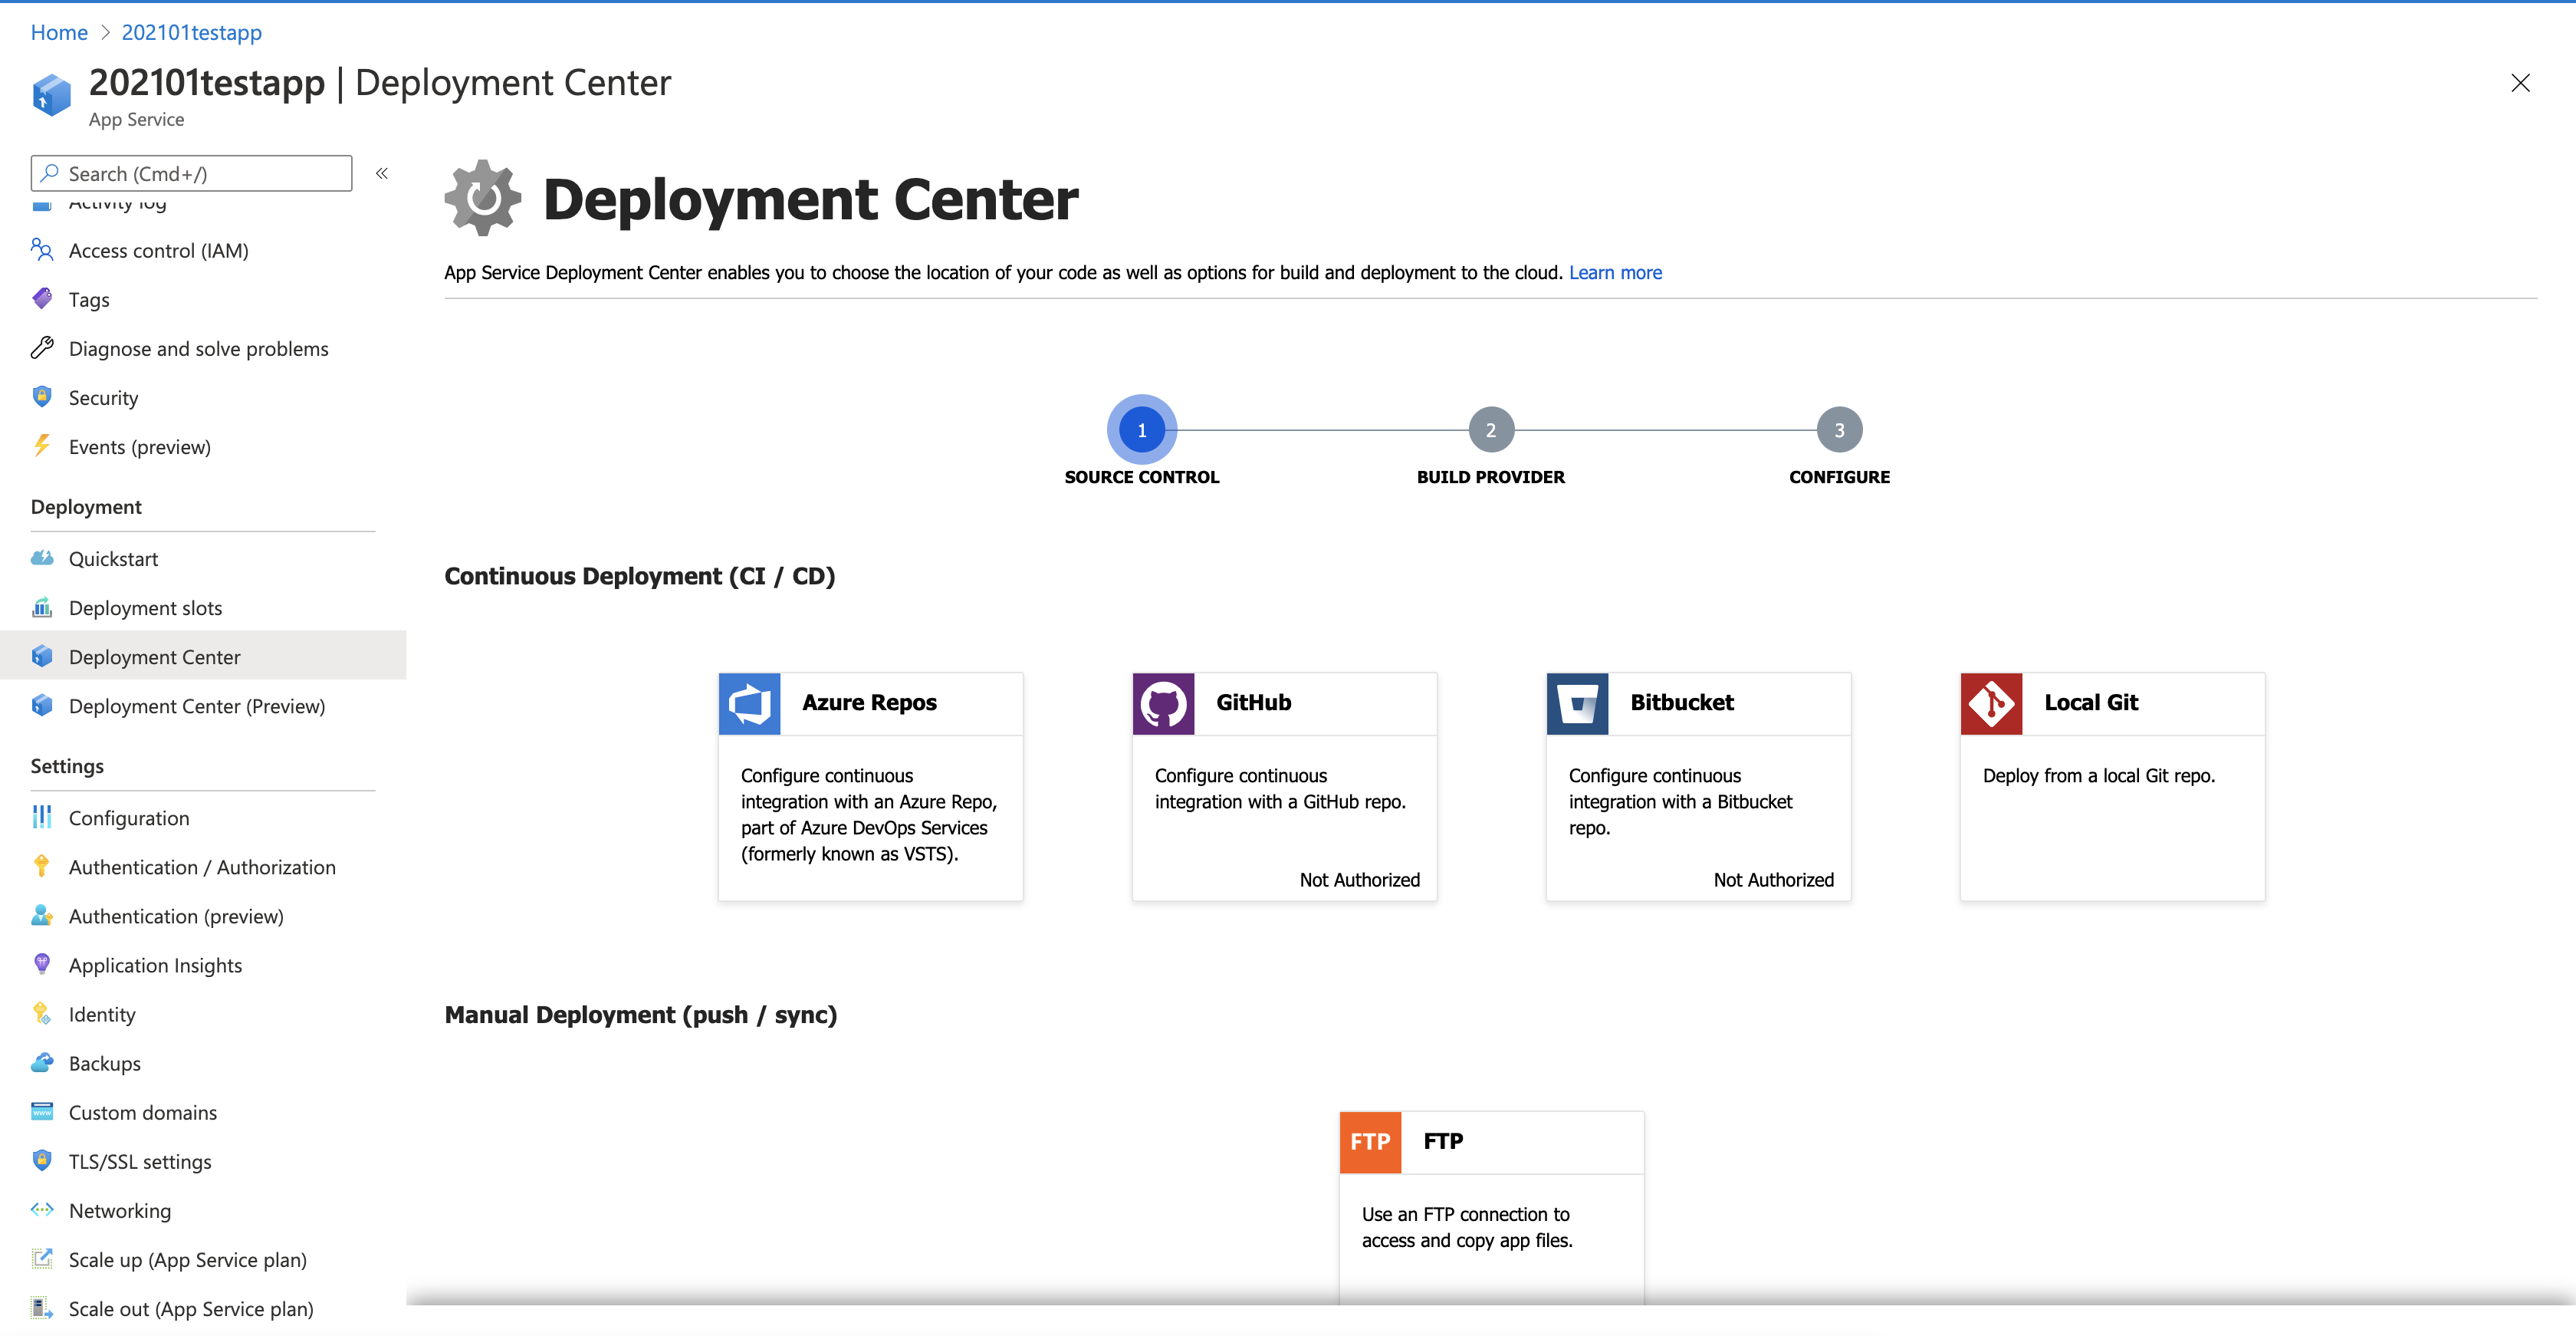 Home > 202101testapp
202101testapp | Deployment Center
App Service
Search (Cmd+/)
«
Activity log
Access control (IAM)
Tags
Diagnose and solve problems
Security
Events (preview)
Deployment
Quickstart
Deployment slots
Deployment Center
Deployment Center (Preview)
Settings
Configuration
Authentication / Authorization
Authentication (preview)
Application Insights
Identity
Backups
Custom domains
TLS/SSL settings
Networking
Scale up (App Service plan)
Scale out (App Service plan)
Deployment Center
App Service Deployment Center enables you to choose the location of your code as well as options for build and deployment to the cloud. Learn more
1 2 3
SOURCE CONTROL BUILD PROVIDER CONFIGURE
Continuous Deployment (CI / CD)
Azure Repos
Configure continuous
integration with an Azure Repo,
part of Azure DevOps Services
(formerly known as VSTS).
GitHub
Configure continuous
integration with a GitHub repo.
Not Authorized
Bitbucket
Configure continuous
integration with a Bitbucket
repo.
Not Authorized
Local Git
Deploy from a local Git repo.
Manual Deployment (push / sync)
FTP FTP
Use an FTP connection to
access and copy app files.